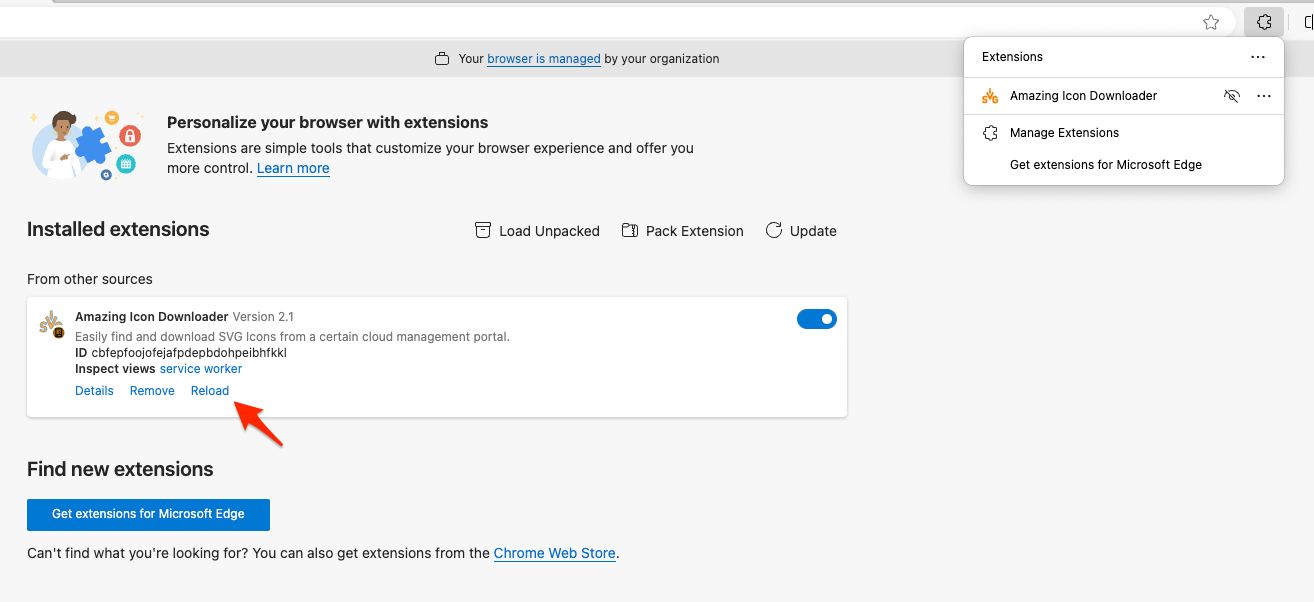 Your browser is managed by your organization
Extensions
Amazing Icon Downloader
Manage Extensions
Get extensions for Microsoft Edge
Personalize your browser with extensions
Extensions are simple tools that customize your browser experience and offer you
more control. Learn more
Installed extensions
Load Unpacked
Pack Extension
Update
From other sources
SVG
Amazing Icon Downloader Version 2.1
Easily find and download SVG Icons from a certain cloud management portal.
ID cbfepfoojofejafpdepbdohpeibhfkkl
Inspect views service worker
Details Remove Reload
Find new extensions
Get extensions for Microsoft Edge
Can't find what you're looking for? You can also get extensions from the Chrome Web Store.